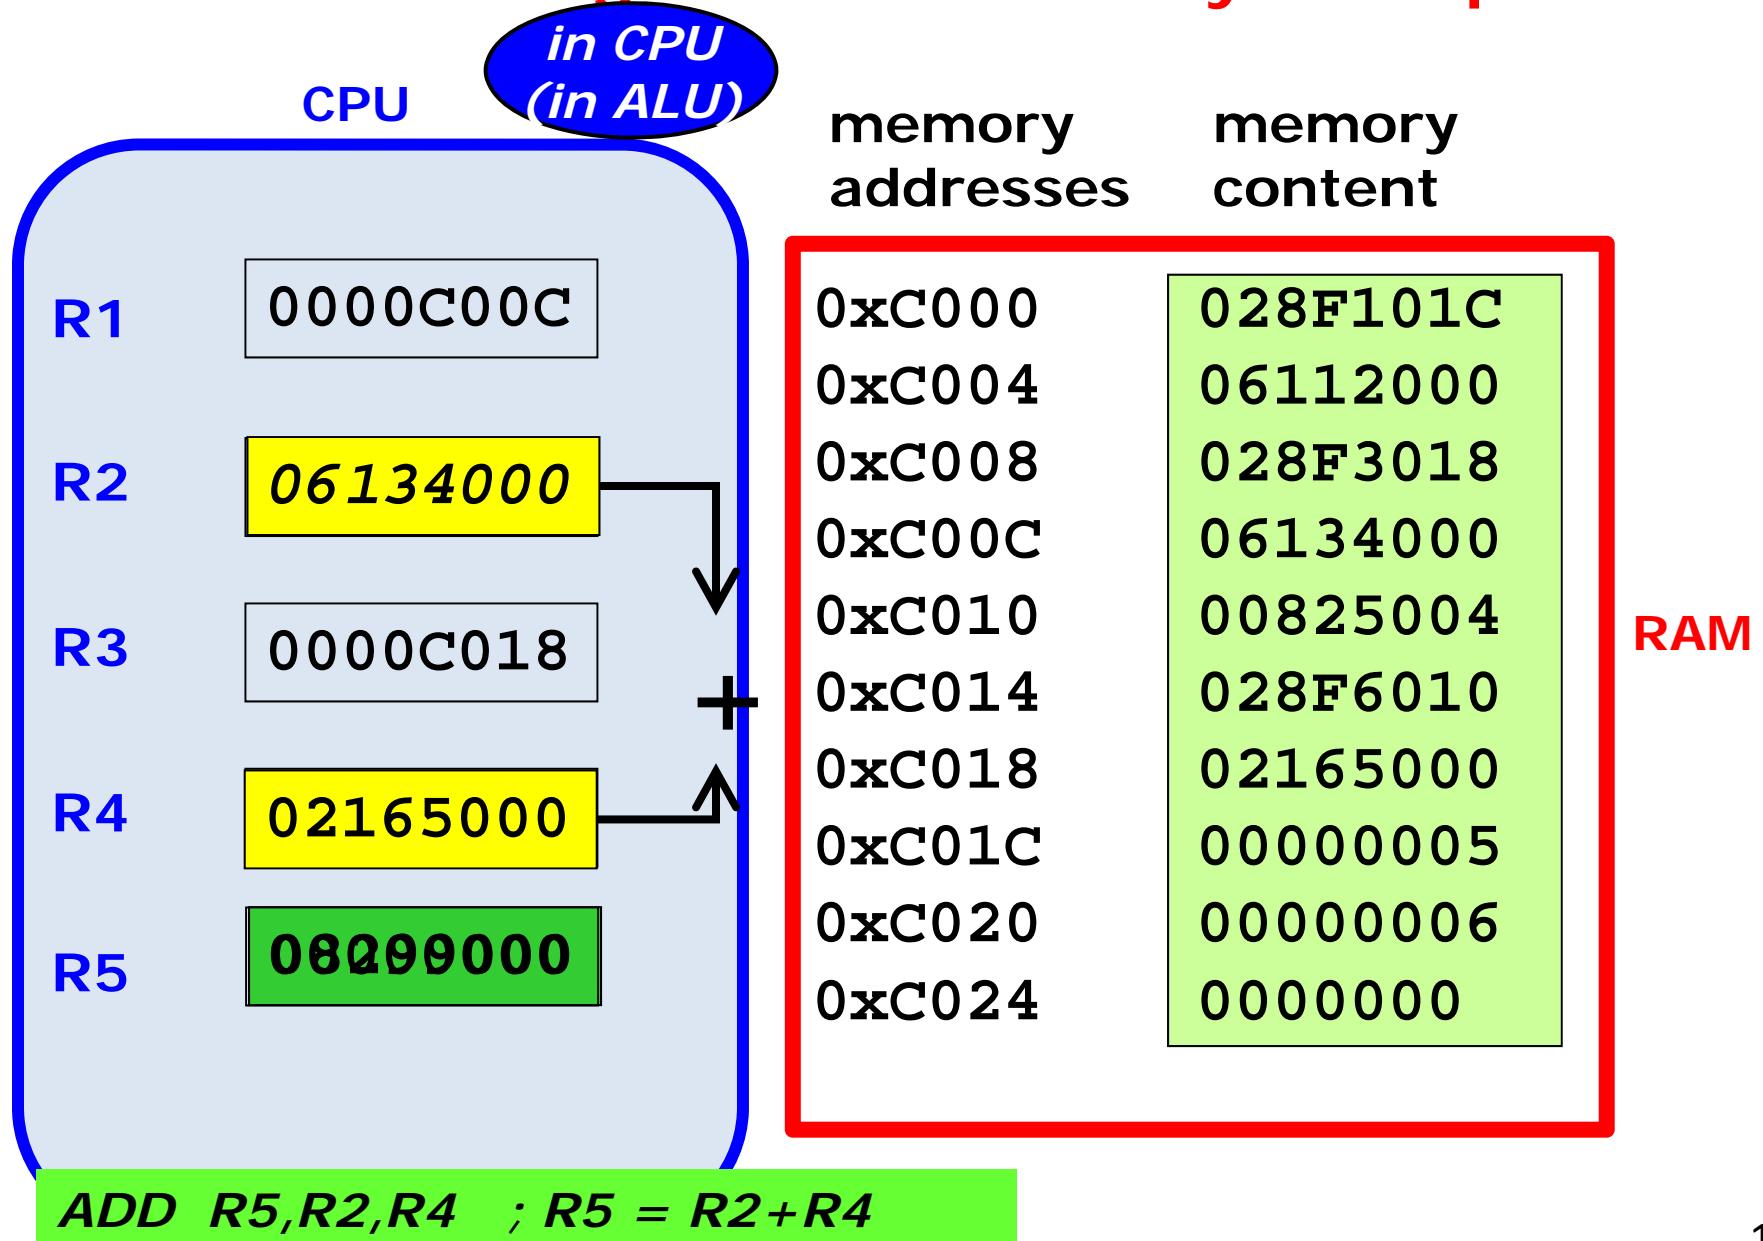 in CPU
(in ALU)
CPU
memory addresses
memory content
R1 0000C00C
R2 06134000
R3 0000C018
R4 02165000
R5
0xC000 028F101C
0xC004 06112000
0xC008 028F3018
0xC00C 06134000
0xC010 00825004
0xC014 028F6010
0xC018 02165000
0xC01C 00000005
0xC020 00000006
0xC024 0000000
RAM
ADD R5,R2,R4 ; R5 = R2+R4
+